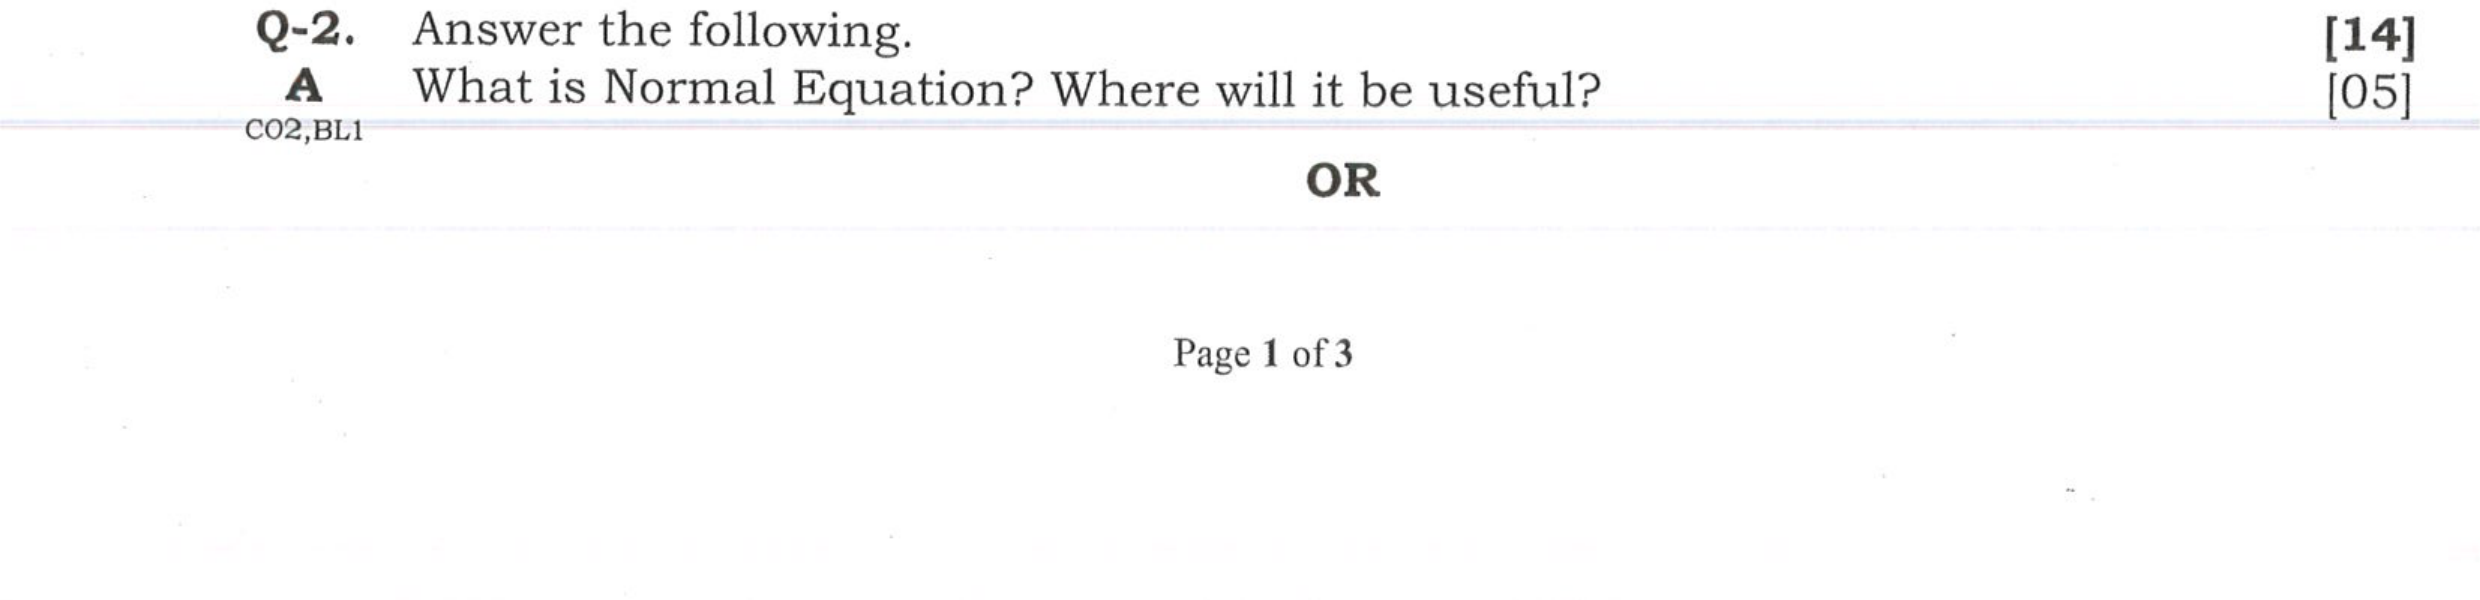 Q-2. Answer the following. [14]
A What is Normal Equation? Where will it be useful? [05]
CO2,BL1
OR
Page 1 of 3